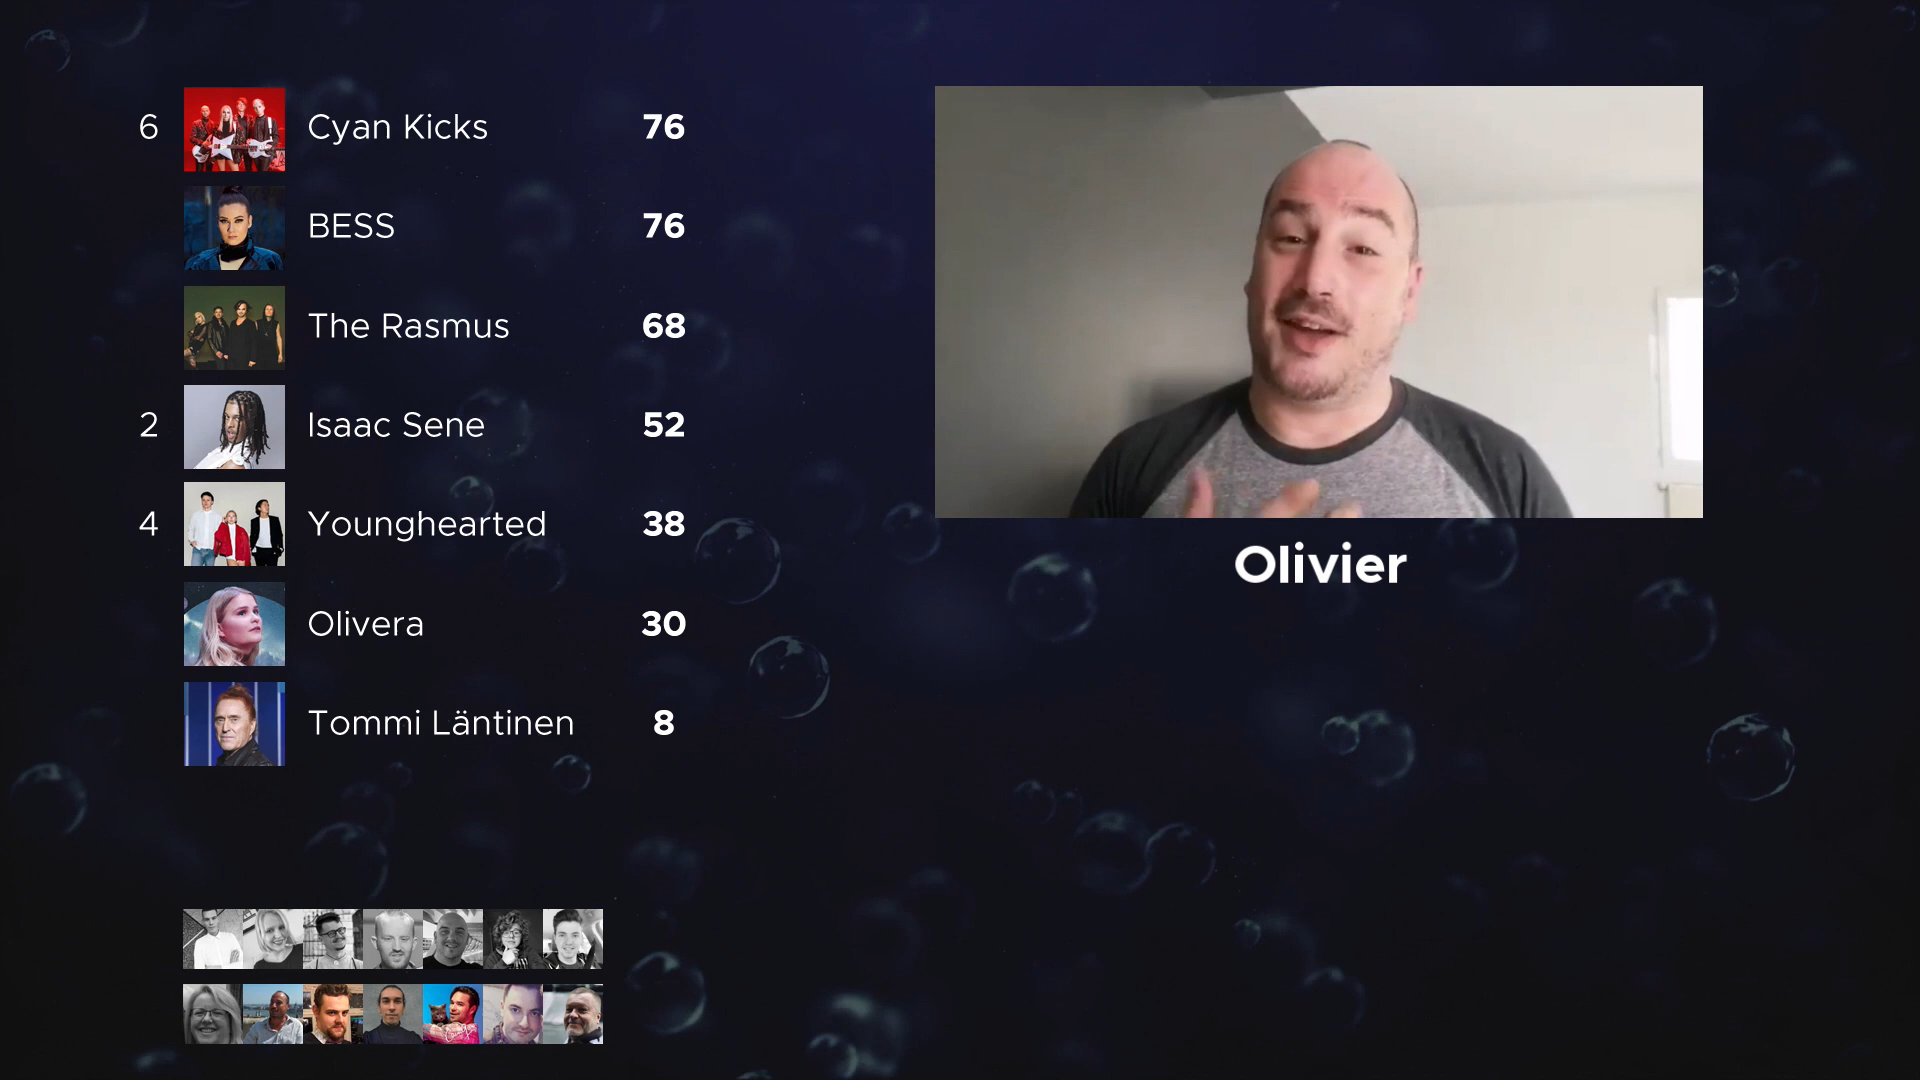 6 Cyan Kicks 76
BESS 76
The Rasmus 68
2 Isaac Sene 52
4 Younghearted 38
Olivera 30
Tommi Läntinen 8
Olivier